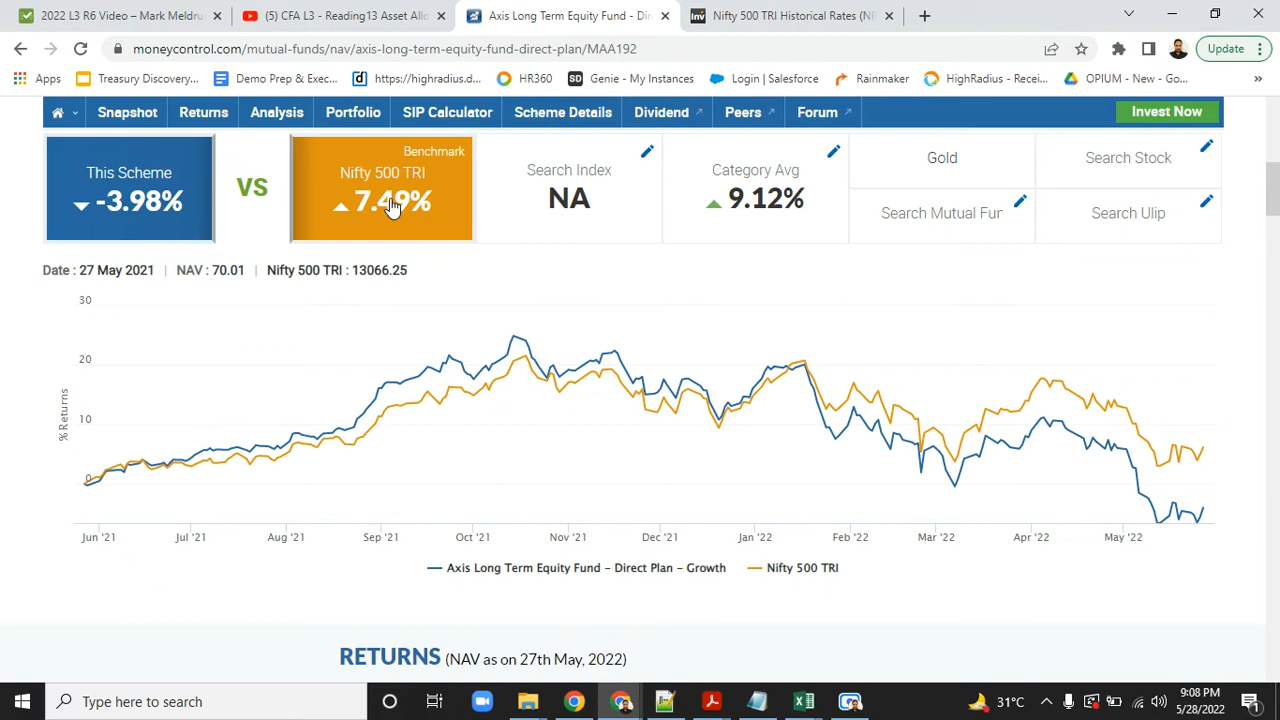 2022 L3 R6 Video – Mark Meldrum
(5) CFA L3 - Reading13 Asset Allo
Axis Long Term Equity Fund - Dir
Nifty 500 TRI Historical Rates (NI
moneycontrol.com/mutual-funds/nav/axis-long-term-equity-fund-direct-plan/MAA192
Update
Apps
Treasury Discovery...
Demo Prep & Exec...
https://highradius.d...
HR360
Genie - My Instances
Login | Salesforce
Rainmaker
HighRadius - Recei...
OPIUM - New - Go...
»
Snapshot
Returns
Analysis
Portfolio
SIP Calculator
Scheme Details
Dividend
Peers
Forum
Invest Now
This Scheme
-3.98%
VS
Benchmark
Nifty 500 TRI
7.49%
Search Index
NA
Category Avg
9.12%
Gold
Search Stock
Search Mutual Fur
Search Ulip
Date : 27 May 2021 | NAV : 70.01 | Nifty 500 TRI : 13066.25
30
20
10
0
% Returns
Jun '21 Jul '21 Aug '21 Sep '21 Oct '21 Nov '21 Dec '21 Jan '22 Feb '22 Mar '22 Apr '22 May '22
Axis Long Term Equity Fund – Direct Plan – Growth
Nifty 500 TRI
RETURNS (NAV as on 27th May, 2022)
Type here to search
31°C
9:08 PM
5/28/2022